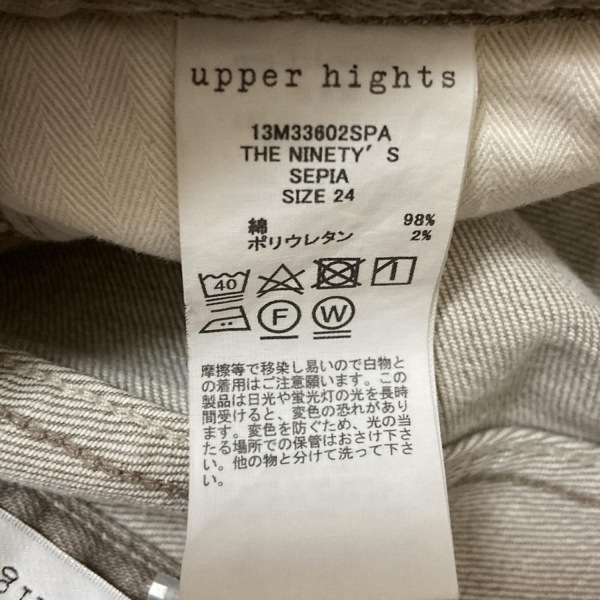 upper hights
13M33602SPA
THE NINETY'S
SEPIA
SIZE 24
綿 98%
ポリウレタン 2%
40
F W
摩擦等で移染し易いので白物と
の着用はご注意願います。この
製品は日光や蛍光灯の光を長時
間受けると、変色の恐れがあり
ます。変色を防ぐため、光の当
たる場所での保管はおさけ下さ
い。他の物と分けて洗って下さ
い。